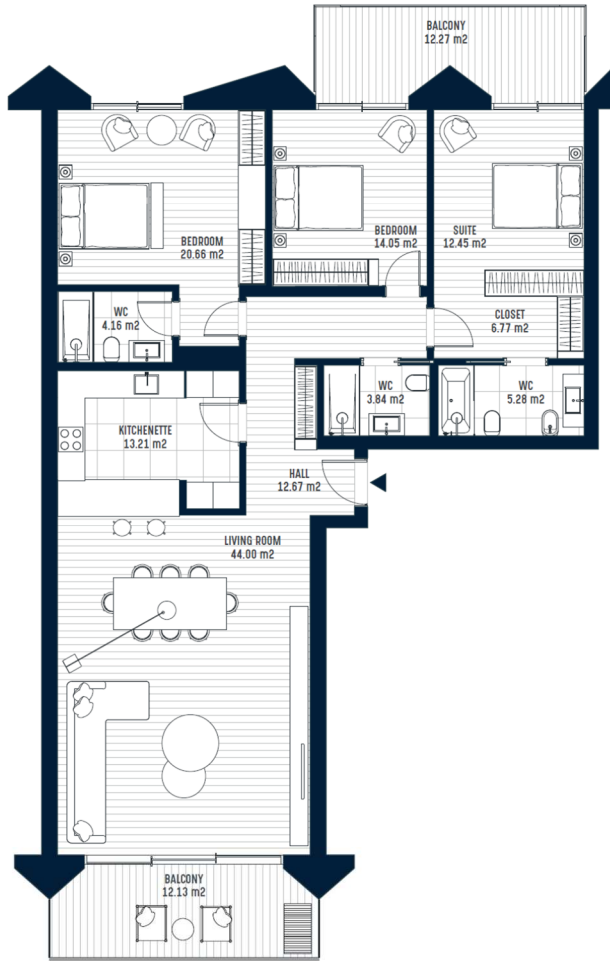 BALCONY
12.27 m2
BEDROOM
20.66 m2
BEDROOM
14.05 m2
SUITE
12.45 m2
WC
4.16 m2
CLOSET
6.77 m2
WC
3.84 m2
WC
5.28 m2
KITCHENETTE
13.21 m2
HALL
12.67 m2
LIVING ROOM
44.00 m2
BALCONY
12.13 m2